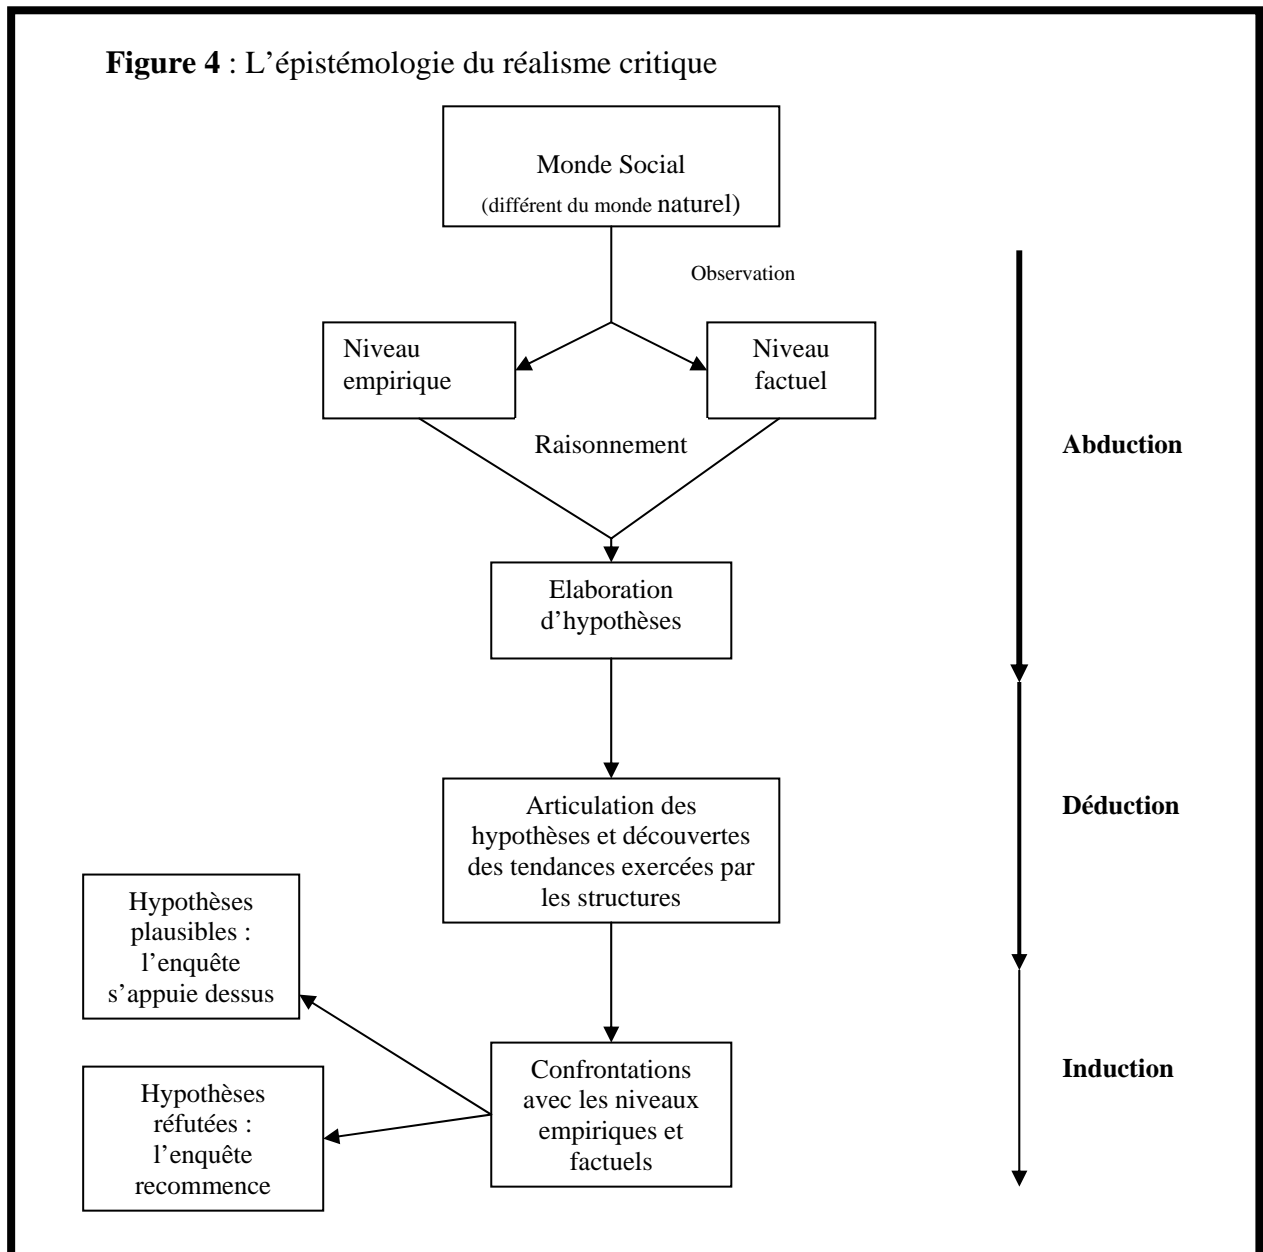 Figure 4 : L’épistémologie du réalisme critique
Monde Social
(différent du monde naturel)
Observation
Niveau
empirique
Niveau
factuel
Raisonnement
Abduction
Elaboration
d’hypothèses
Articulation des
hypothèses et découvertes
des tendances exercées par
les structures
Déduction
Hypothèses
plausibles :
l’enquête
s’appuie dessus
Confrontations
avec les niveaux
empiriques et
factuels
Induction
Hypothèses
réfutées :
l’enquête
recommence